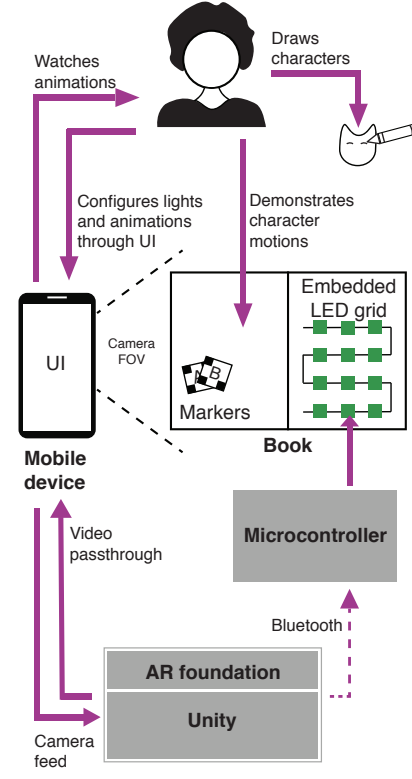 Draws
characters
Watches
animations
Configures lights
and animations
through UI
Demonstrates
character
motions
Embedded
LED grid
UI
Camera
FOV
B
Markers
Book
Mobile
device
Video
passthrough
Microcontroller
Bluetooth
AR foundation
Unity
Camera
feed